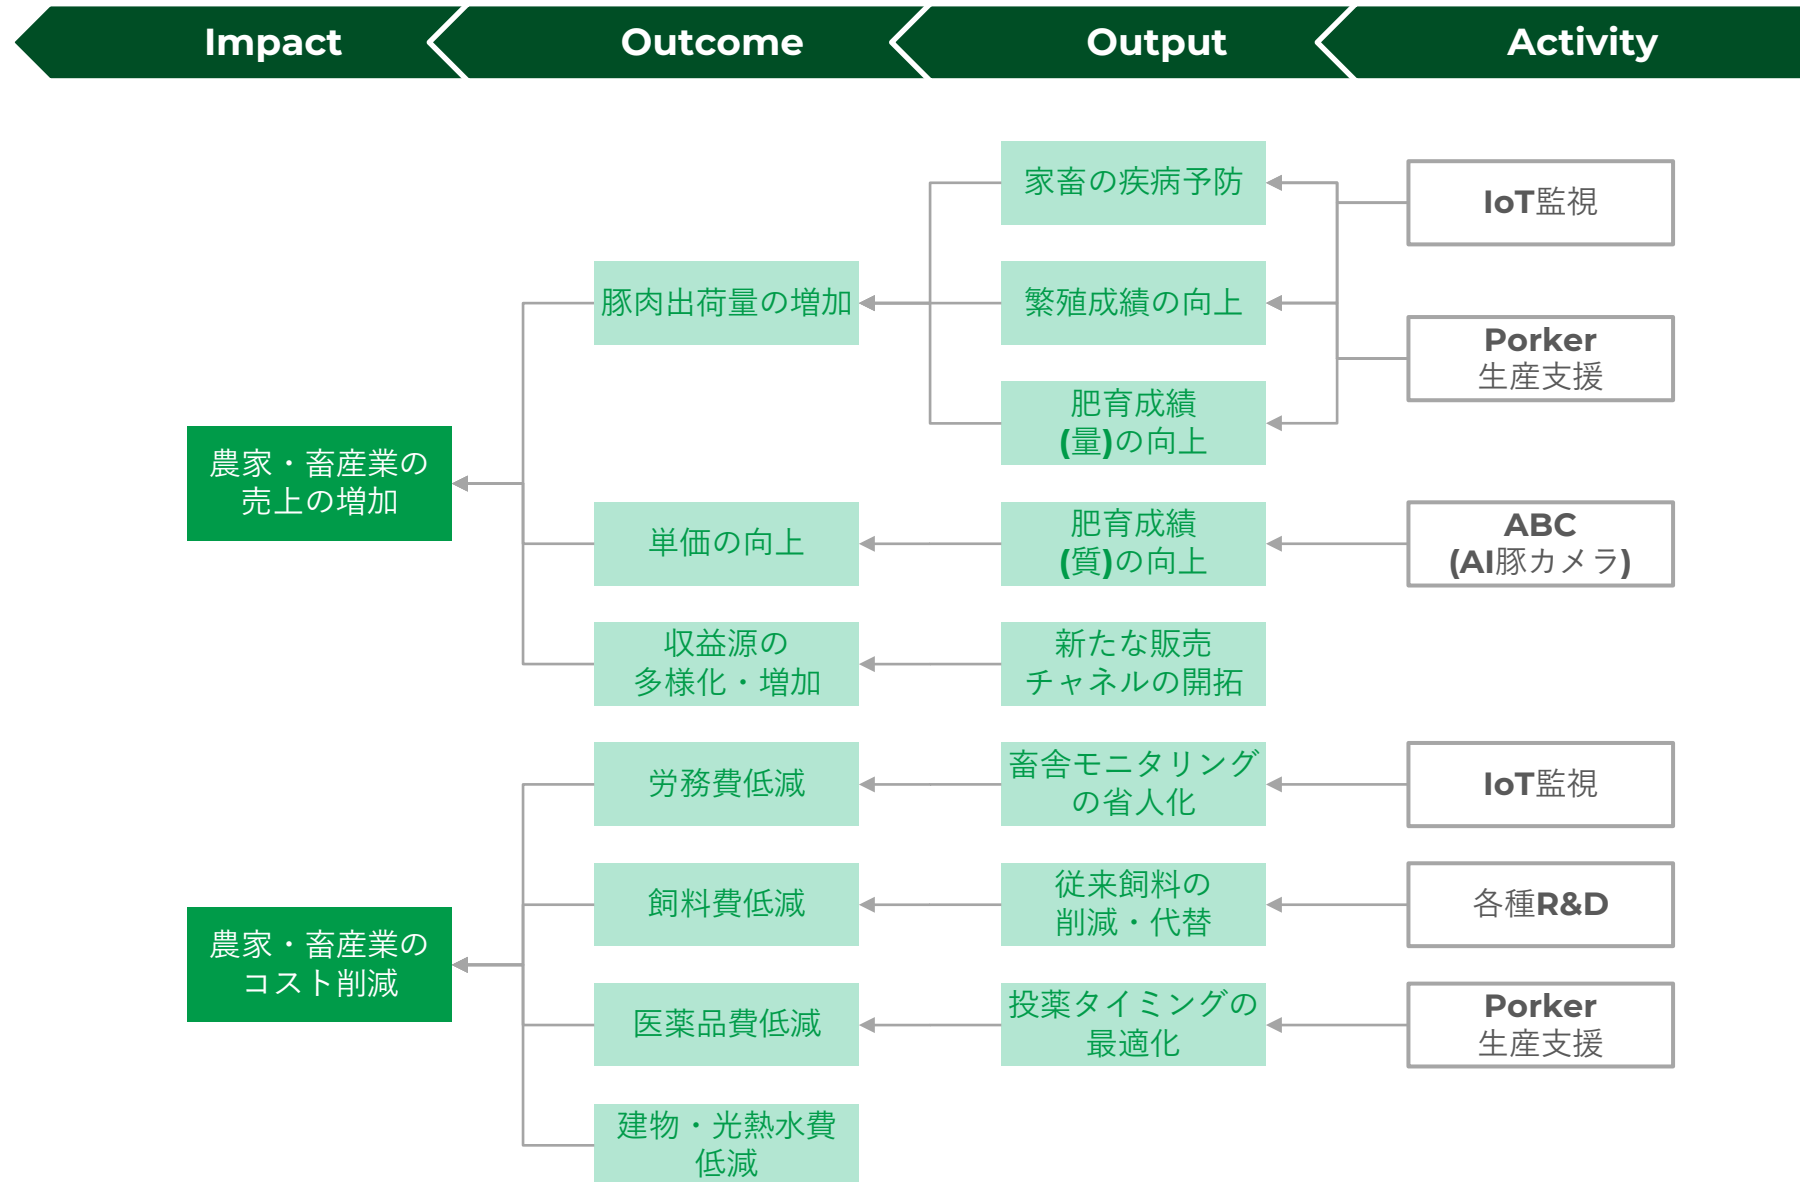 Impact
Outcome
Output
Activity
家畜の疾病予防
IoT監視
豚肉出荷量の増加
繁殖成績の向上
Porker
生産支援
肥育成績
(量)の向上
農家・畜産業の
売上の増加
単価の向上
肥育成績
(質)の向上
ABC
(AI豚カメラ)
収益源の
多様化・増加
新たな販売
チャネルの開拓
労務費低減
畜舎モニタリング
の省人化
IoT監視
飼料費低減
従来飼料の
削減・代替
各種R&D
農家・畜産業の
コスト削減
医薬品費低減
投薬タイミングの
最適化
Porker
生産支援
建物・光熱水費
低減